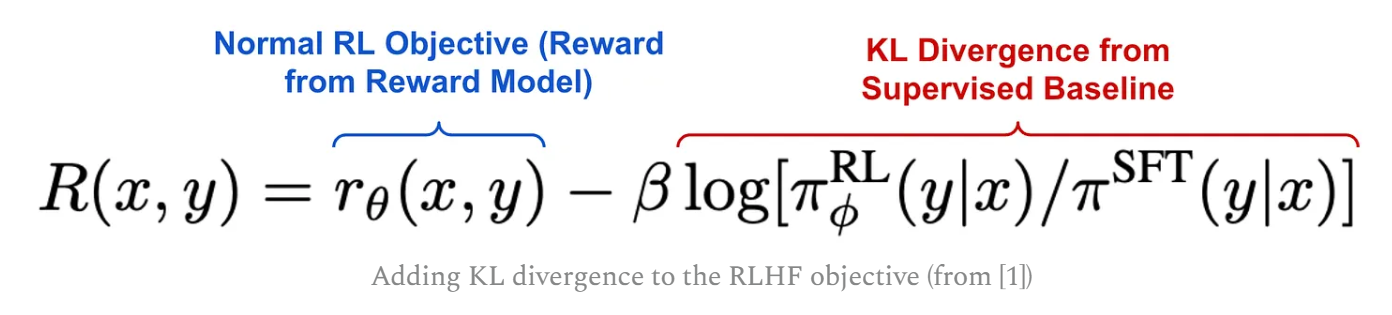 Normal RL Objective (Reward
from Reward Model)
KL Divergence from
Supervised Baseline
R(x, y) = r_θ(x, y) − β log[π_ϕ^RL(y|x)/π^SFT(y|x)]
Adding KL divergence to the RLHF objective (from [1])